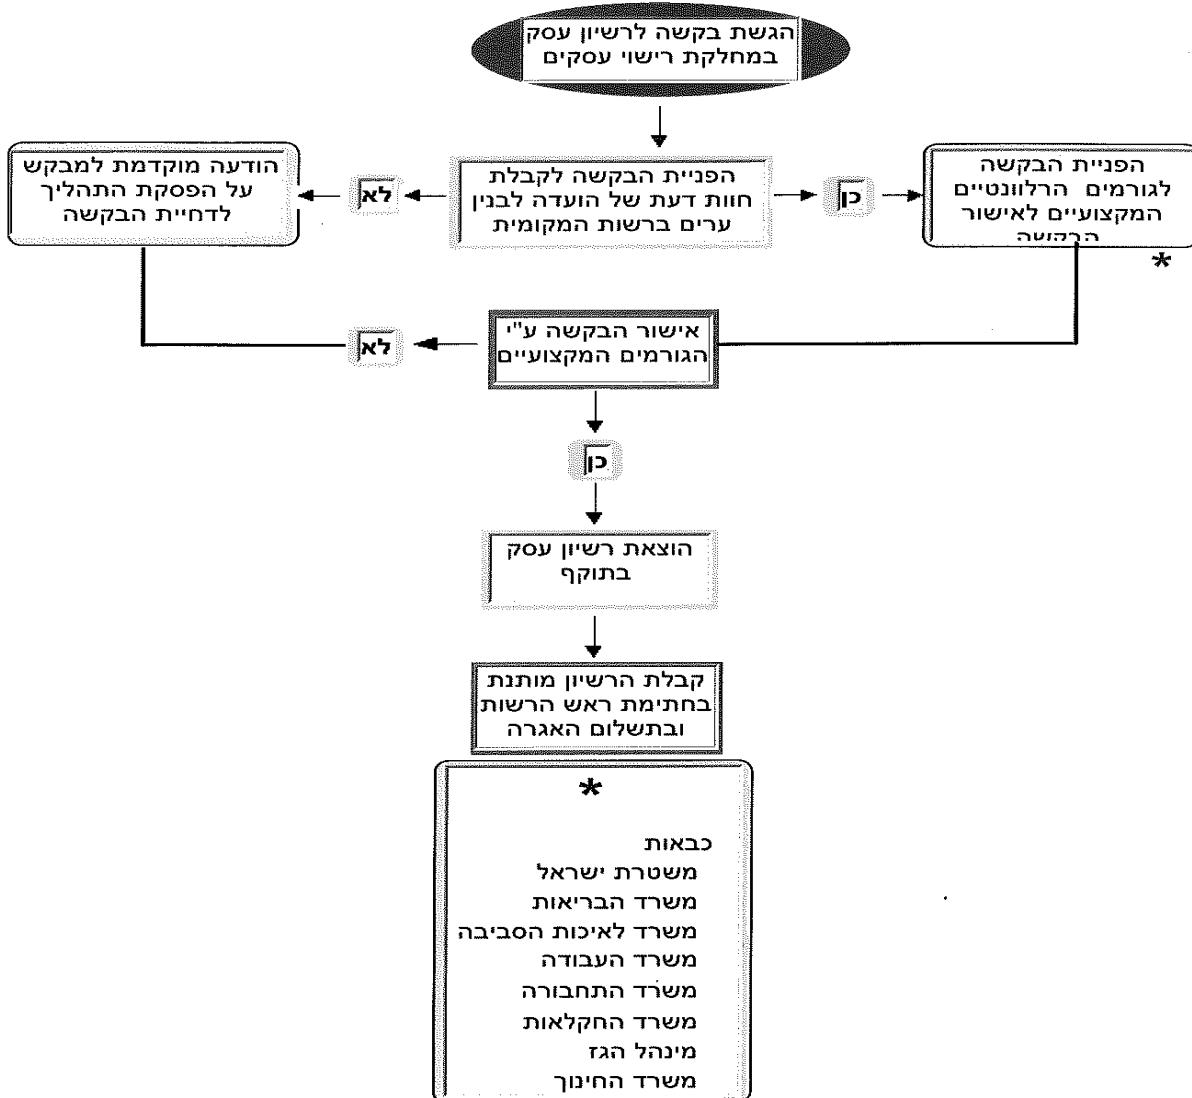 הגשת בקשה לרשיון עסק
במחלקת רישוי עסקים
הפניית הבקשה
לגורמים הרלוונטיים
המקצועיים לאישור
הבקשה
*
כן
הפניית הבקשה לקבלת
חוות דעת של הועדה לבנין
ערים ברשות המקומית
לא
הודעה מוקדמת למבקש
על הפסקת התהליך
לדחיית הבקשה
אישור הבקשה ע"י
הגורמים המקצועיים
לא
כן
הוצאת רשיון עסק
בתוקף
קבלת הרשיון מותנת
בחתימת ראש הרשות
ובתשלום האגרה
*
כבאות
משטרת ישראל
משרד הבריאות
משרד לאיכות הסביבה
משרד העבודה
משרד התחבורה
משרד החקלאות
מינהל הגז
משרד החינוך